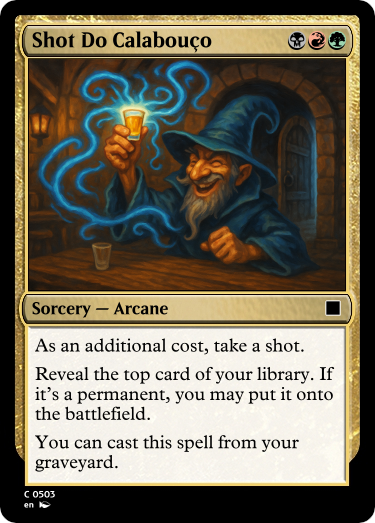 Shot Do Calabouço
Sorcery — Arcane
As an additional cost, take a shot.
Reveal the top card of your library. If
it's a permanent, you may put it onto
the battlefield.
You can cast this spell from your
graveyard.
C 0503
en